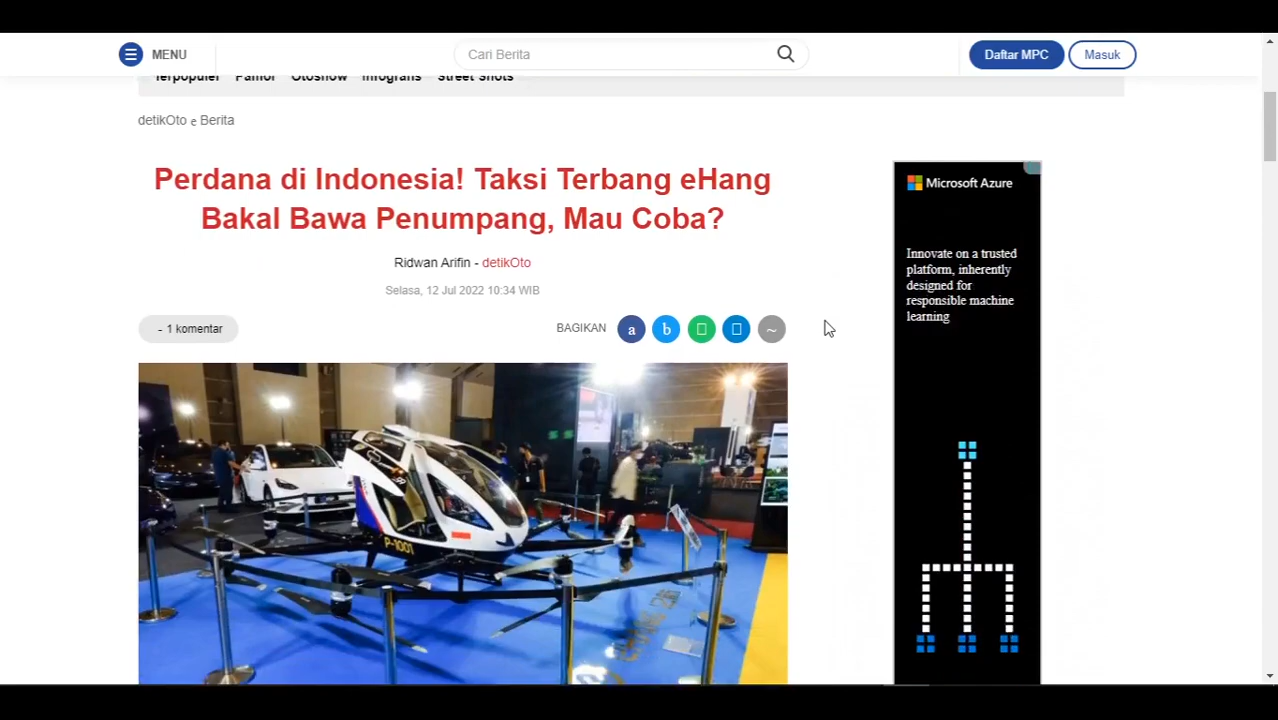 MENU
Cari Berita
Daftar MPC
Masuk
Terpopuler Pamor Otoshow Infografis Street Shots
detikOto e Berita
Perdana di Indonesia! Taksi Terbang eHang
Bakal Bawa Penumpang, Mau Coba?
Ridwan Arifin - detikOto
Selasa, 12 Jul 2022 10:34 WIB
- 1 komentar
BAGIKAN a b ~
P-1001
Microsoft Azure
Innovate on a trusted
platform, inherently
designed for
responsible machine
learning